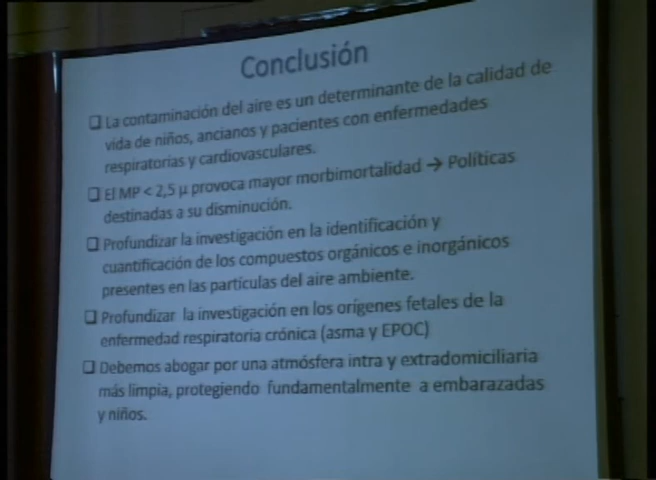 Conclusión
❑ La contaminación del aire es un determinante de la calidad de
vida de niños, ancianos y pacientes con enfermedades
respiratorias y cardiovasculares.
❑ El MP < 2,5 µ provoca mayor morbimortalidad → Políticas
destinadas a su disminución.
❑ Profundizar la investigación en la identificación y
cuantificación de los compuestos orgánicos e inorgánicos
presentes en las partículas del aire ambiente.
❑ Profundizar la investigación en los orígenes fetales de la
enfermedad respiratoria crónica (asma y EPOC)
❑ Debemos abogar por una atmósfera intra y extradomiciliaria
más limpia, protegiendo fundamentalmente a embarazadas
y niños.